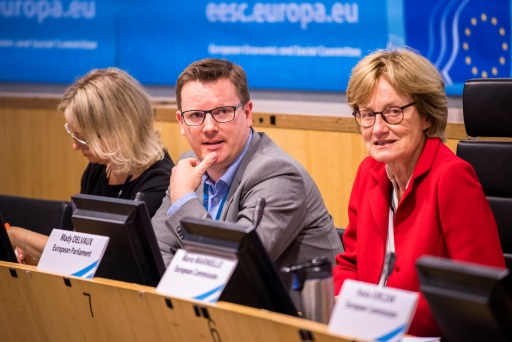 eesc.europa.eu
eesc.europa.eu
European Economic and Social Committee
Mady DELVAUX
European Parliament
Mario MARINIELLO
European Commission
European Commission